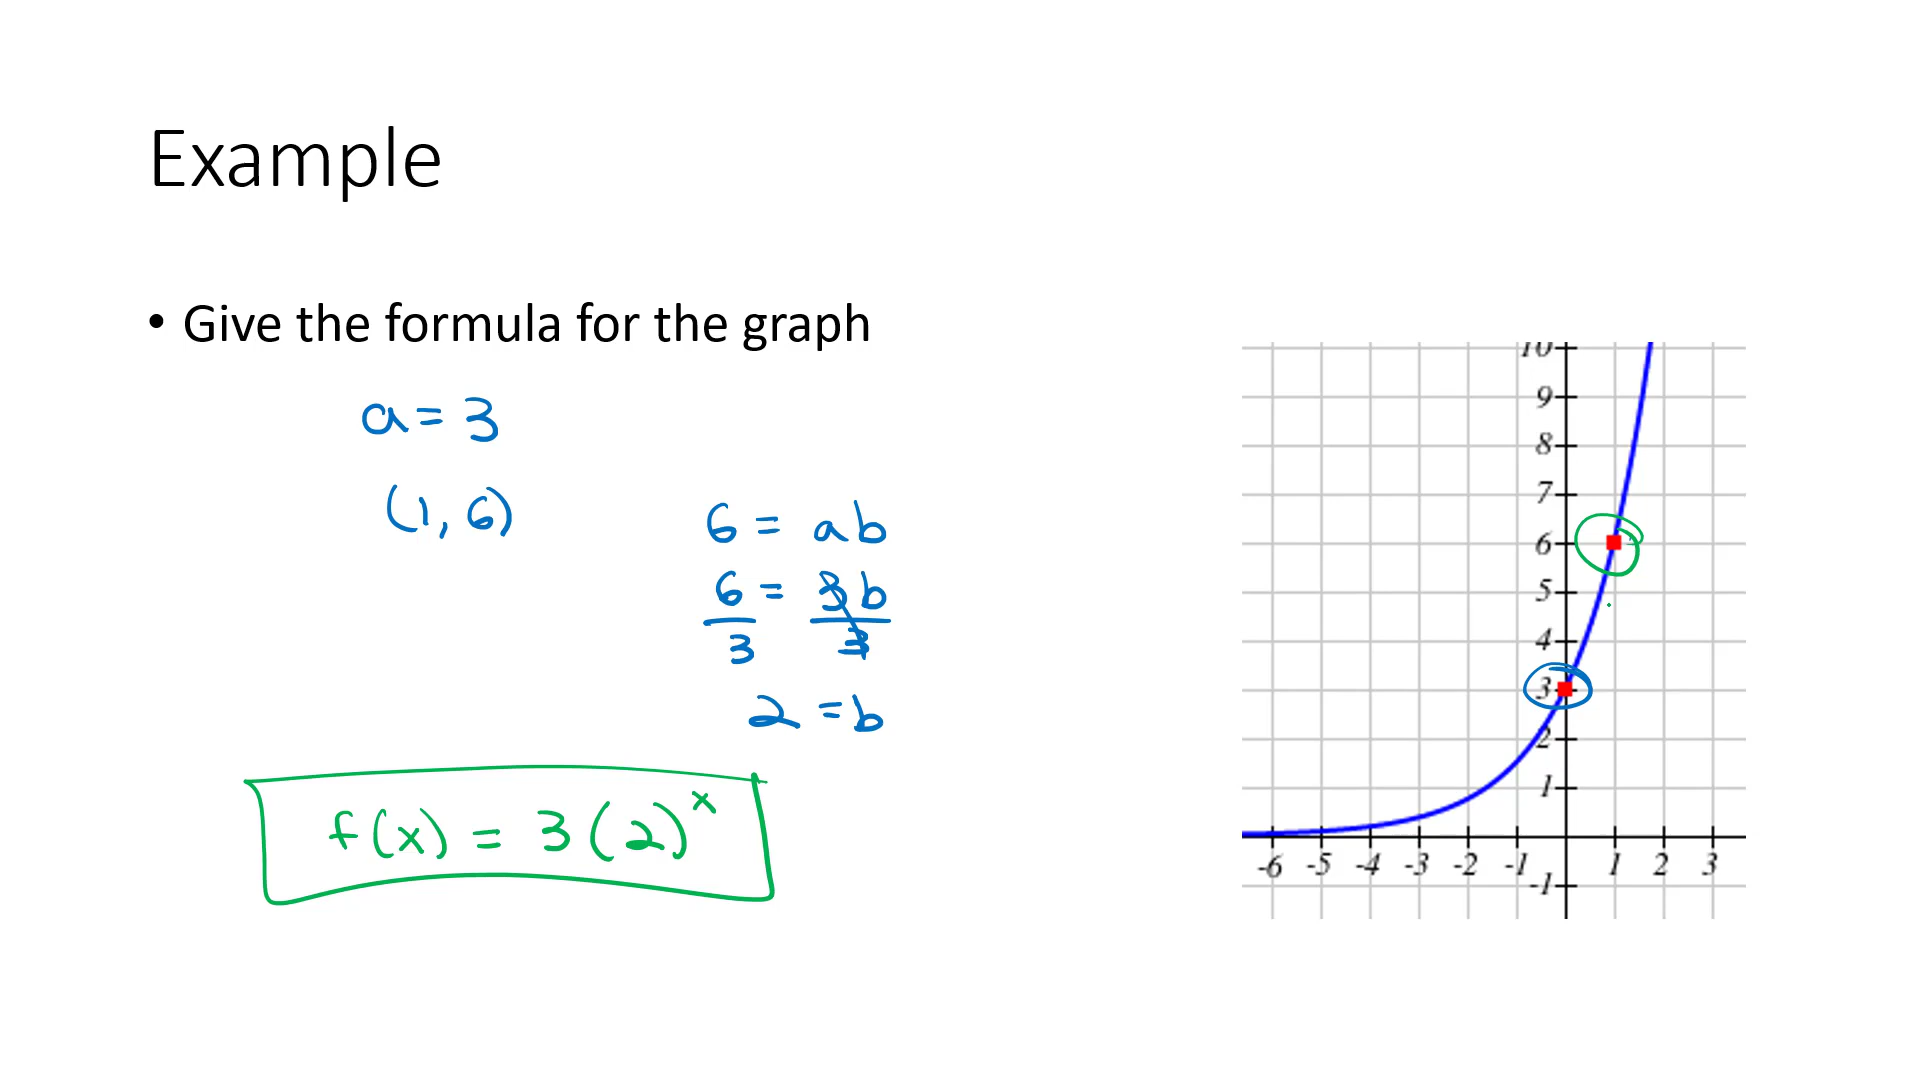 Example
• Give the formula for the graph
a = 3
(1, 6)
6 = ab
6 = 3b
3 3
2 = b
f(x) = 3(2)^x
10
9
8
7
6
5
4
3
2
1
-6 -5 -4 -3 -2 -1 1 2 3
-1